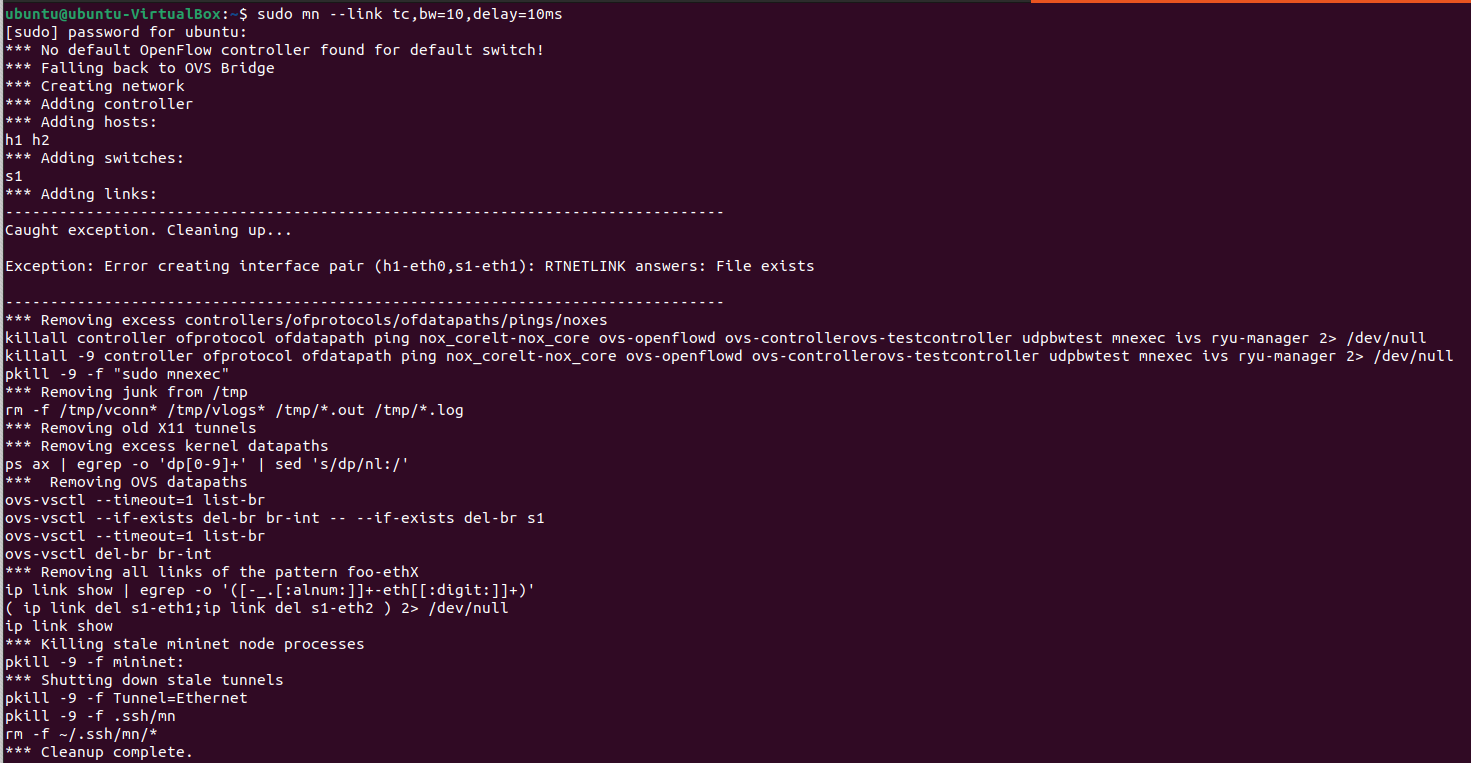 ubuntu@ubuntu-VirtualBox:~$ sudo mn --link tc,bw=10,delay=10ms
[sudo] password for ubuntu:
*** No default OpenFlow controller found for default switch!
*** Falling back to OVS Bridge
*** Creating network
*** Adding controller
*** Adding hosts:
h1 h2
*** Adding switches:
s1
*** Adding links:
--------------------------------------------------------------------------------
Caught exception. Cleaning up...
Exception: Error creating interface pair (h1-eth0,s1-eth1): RTNETLINK answers: File exists
--------------------------------------------------------------------------------
*** Removing excess controllers/ofprotocols/ofdatapaths/pings/noxes
killall controller ofprotocol ofdatapath ping nox_corelt-nox_core ovs-openflowd ovs-controllerovs-testcontroller udpbwtest mnexec ivs ryu-manager 2> /dev/null
killall -9 controller ofprotocol ofdatapath ping nox_corelt-nox_core ovs-openflowd ovs-controllerovs-testcontroller udpbwtest mnexec ivs ryu-manager 2> /dev/null
pkill -9 -f "sudo mnexec"
*** Removing junk from /tmp
rm -f /tmp/vconn* /tmp/vlogs* /tmp/*.out /tmp/*.log
*** Removing old X11 tunnels
*** Removing excess kernel datapaths
ps ax | egrep -o 'dp[0-9]+' | sed 's/dp/nl:/'
***  Removing OVS datapaths
ovs-vsctl --timeout=1 list-br
ovs-vsctl --if-exists del-br br-int -- --if-exists del-br s1
ovs-vsctl --timeout=1 list-br
ovs-vsctl del-br br-int
*** Removing all links of the pattern foo-ethX
ip link show | egrep -o '([-_.[:alnum:]]+-eth[[:digit:]]+)'
( ip link del s1-eth1;ip link del s1-eth2 ) 2> /dev/null
ip link show
*** Killing stale mininet node processes
pkill -9 -f mininet:
*** Shutting down stale tunnels
pkill -9 -f Tunnel=Ethernet
pkill -9 -f .ssh/mn
rm -f ~/.ssh/mn/*
*** Cleanup complete.